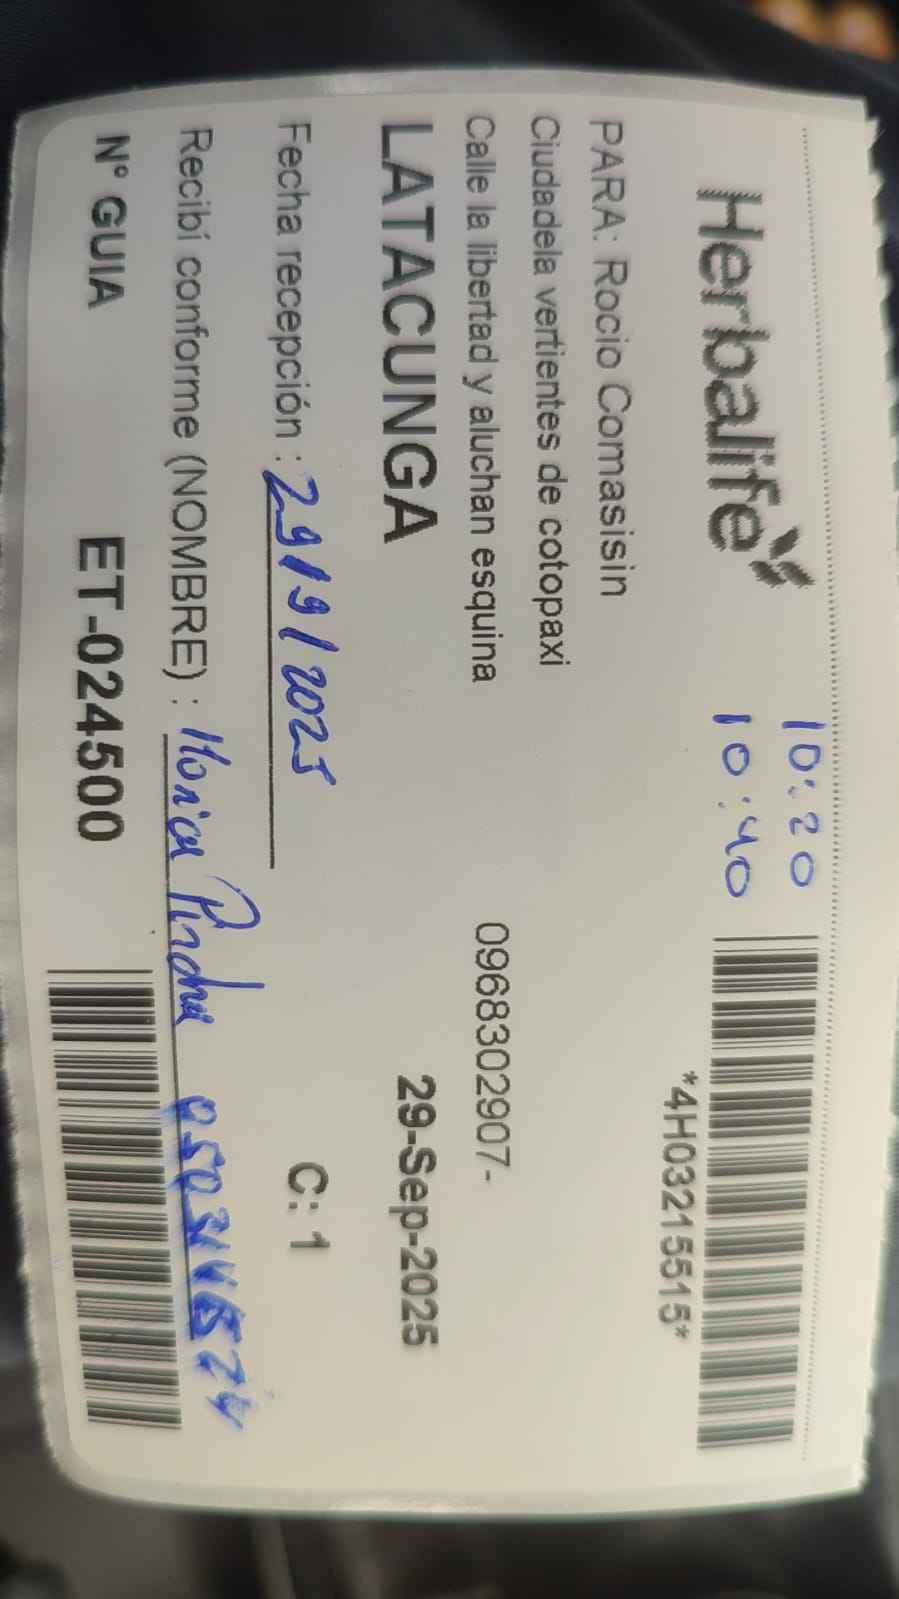 10:20
Herbalife 10:40
*4H03215515*
PARA: Rocio Comasisin
Ciudadela vertientes de cotopaxi
Calle la libertad y aluchan esquina 0968302907-
LATACUNGA 29-Sep-2025
Fecha recepción : 29/9/2025 C: 1
Recibí conforme (NOMBRE) :
N° GUIA ET-024500